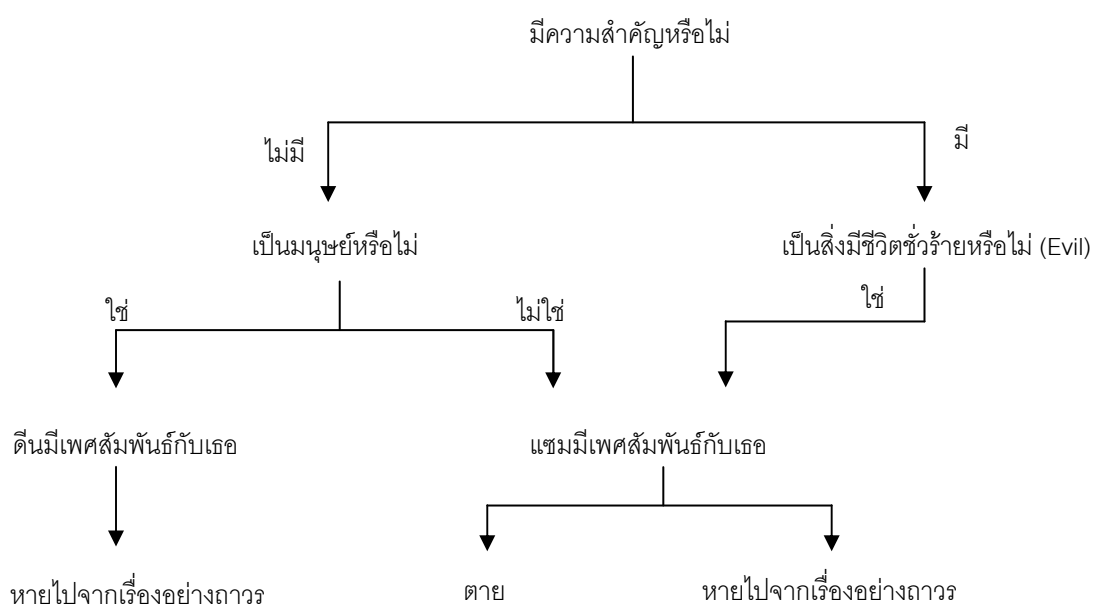 มีความสำคัญหรือไม่
ไม่มี
มี
เป็นมนุษย์หรือไม่
เป็นสิ่งมีชีวิตชั่วร้ายหรือไม่ (Evil)
ใช่
ไม่ใช่
ใช่
ดีนมีเพศสัมพันธ์กับเธอ
แซมมีเพศสัมพันธ์กับเธอ
หายไปจากเรื่องอย่างถาวร
ตาย
หายไปจากเรื่องอย่างถาวร